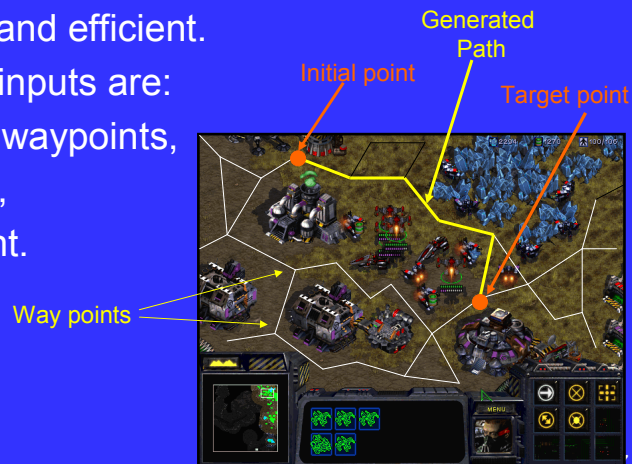 and efficient.
inputs are:
waypoints,
,
nt.
Generated
Path
Initial point
Target point
Way points
MENU